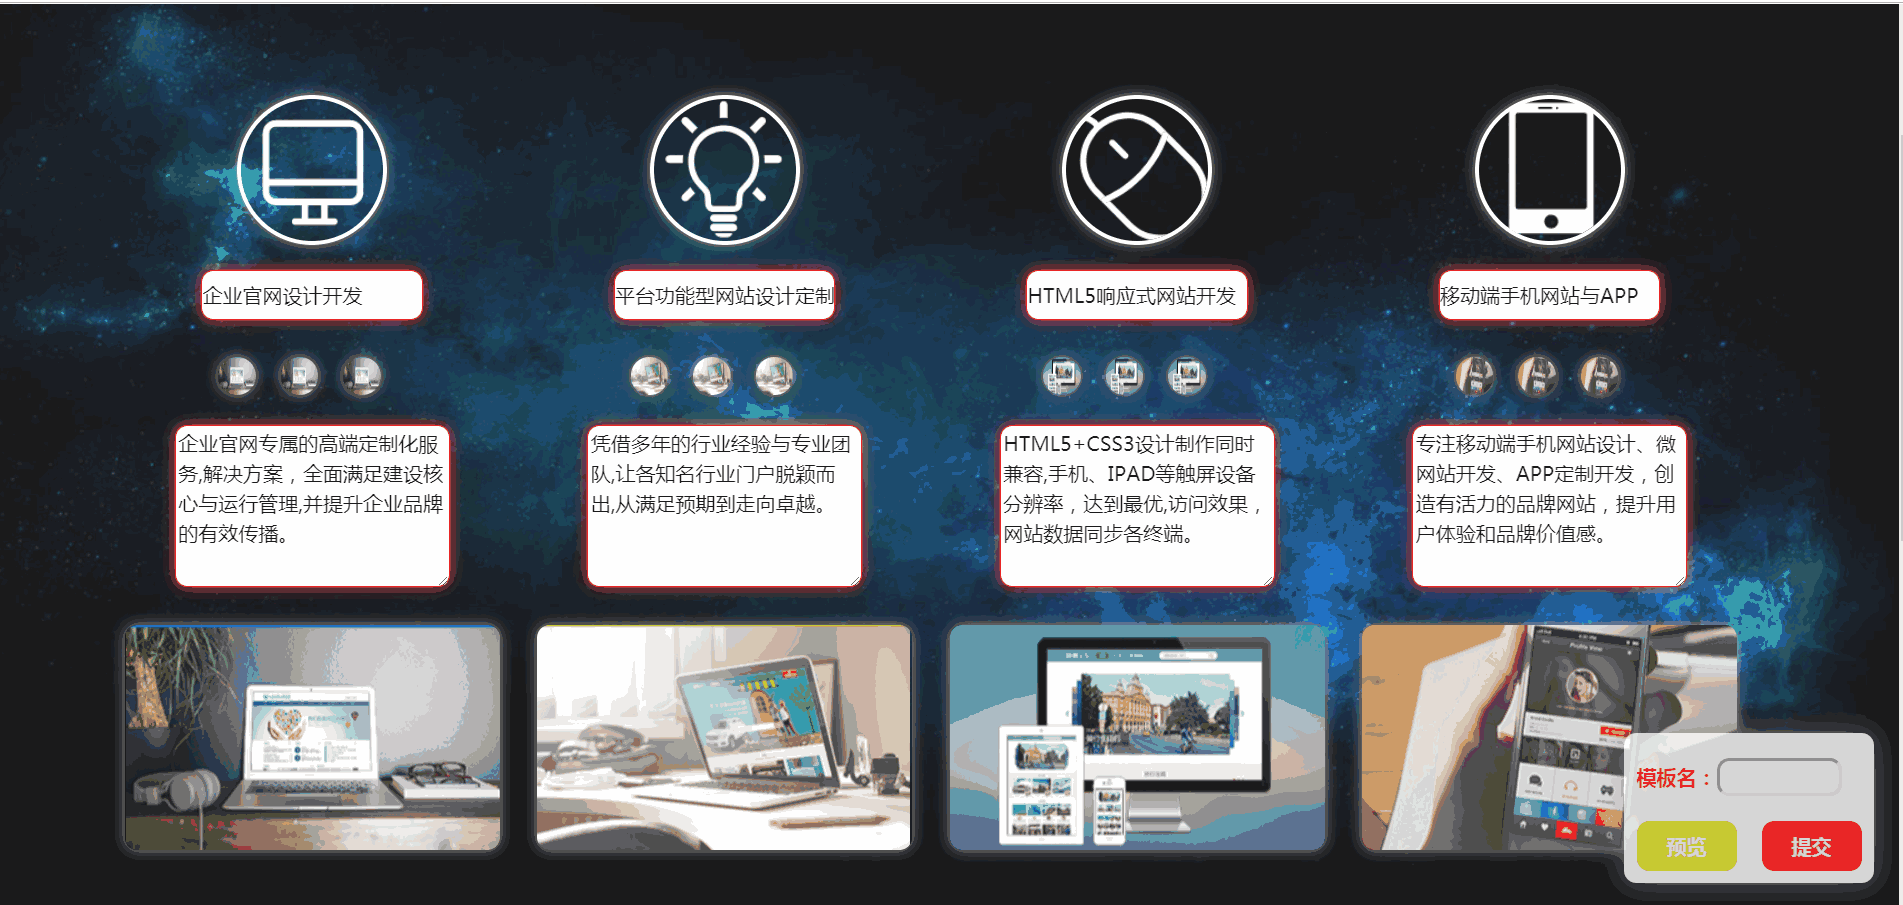 企业官网设计开发
平台功能型网站设计定制
HTML5响应式网站开发
移动端手机网站与APP
企业官网专属的高端定制化服
务,解决方案，全面满足建设核
心与运行管理,并提升企业品牌
的有效传播。
凭借多年的行业经验与专业团
队,让各知名行业门户脱颖而
出,从满足预期到走向卓越。
HTML5+CSS3设计制作同时
兼容,手机、IPAD等触屏设备
分辨率，达到最优,访问效果，
网站数据同步各终端。
专注移动端手机网站设计、微
网站开发、APP定制开发，创
造有活力的品牌网站，提升用
户体验和品牌价值感。
Profile View
模板名：
预览
提交